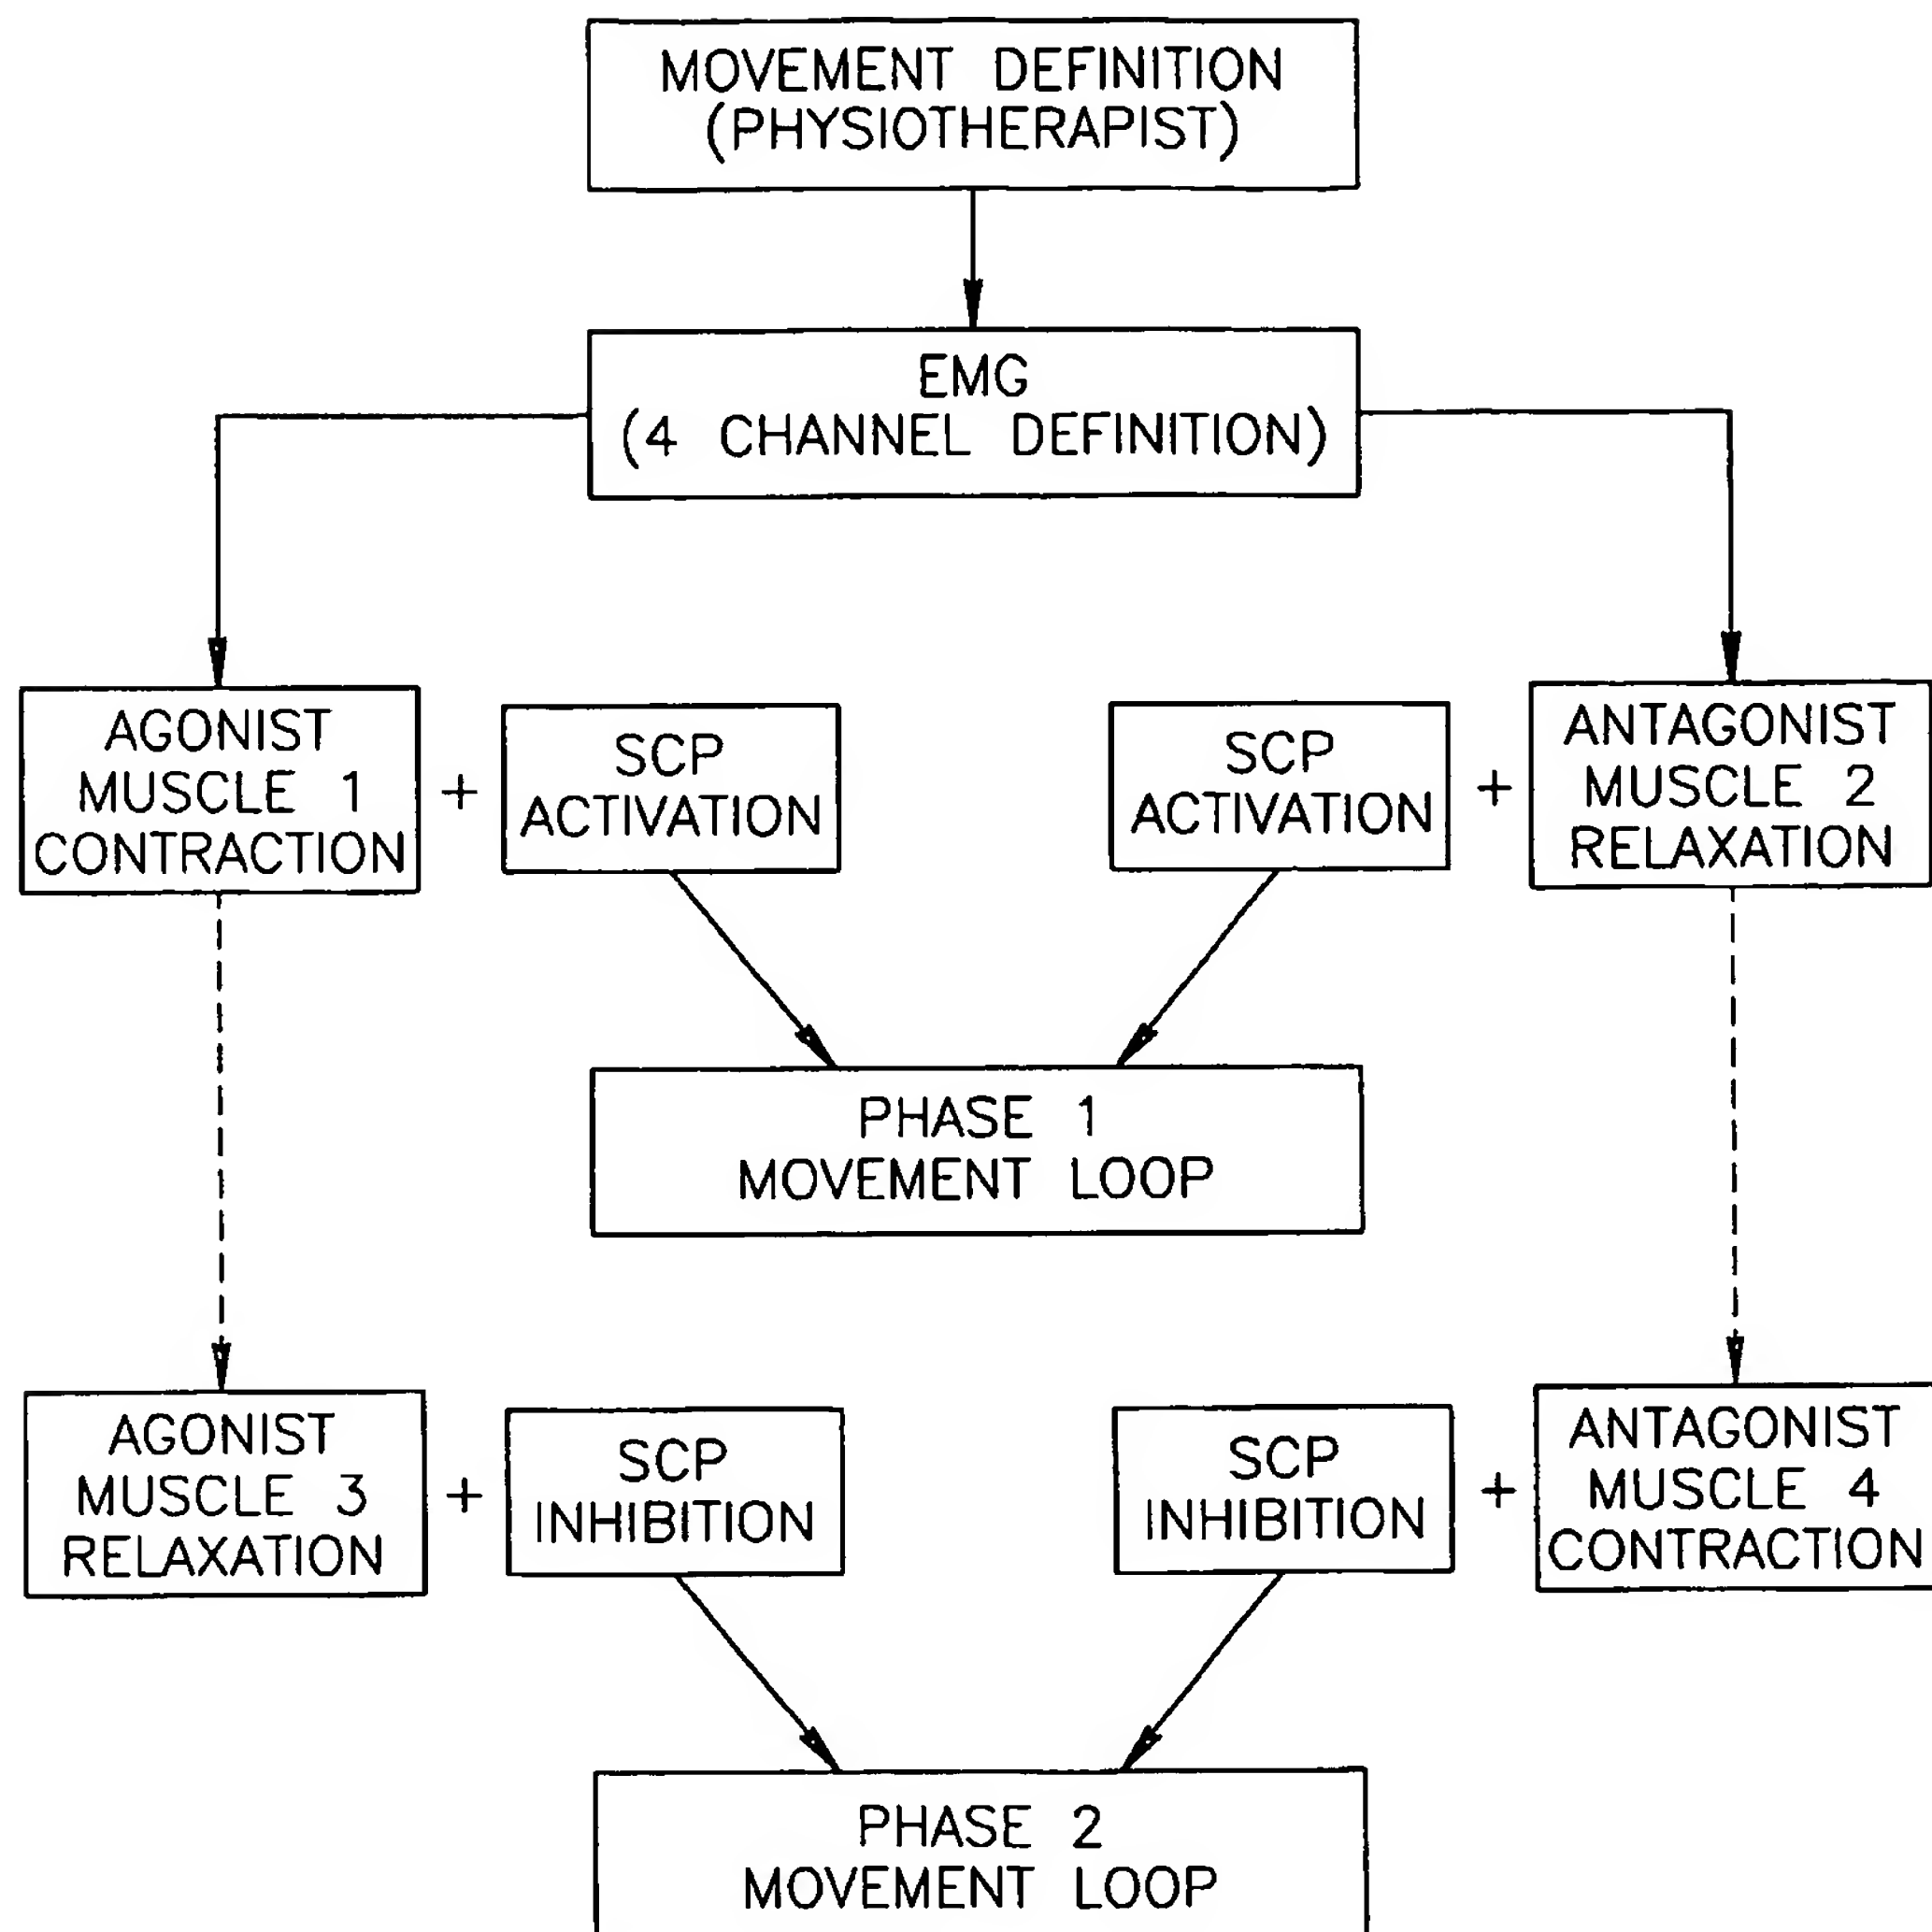 MOVEMENT DEFINITION
(PHYSIOTHERAPIST)
EMG
(4 CHANNEL DEFINITION)
AGONIST
MUSCLE 1
CONTRACTION
+
SCP
ACTIVATION
SCP
ACTIVATION
+
ANTAGONIST
MUSCLE 2
RELAXATION
PHASE 1
MOVEMENT LOOP
AGONIST
MUSCLE 3
RELAXATION
+
SCP
INHIBITION
SCP
INHIBITION
+
ANTAGONIST
MUSCLE 4
CONTRACTION
PHASE 2
MOVEMENT LOOP